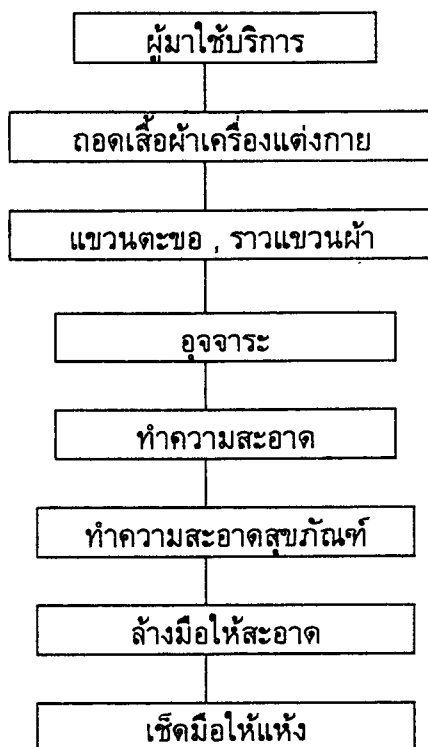 ผู้มาใช้บริการ
ถอดเสื้อผ้าเครื่องแต่งกาย
แขวนตะขอ , ราวแขวนผ้า
อุจจาระ
ทำความสะอาด
ทำความสะอาดสุขภัณฑ์
ล้างมือให้สะอาด
เช็ดมือให้แห้ง